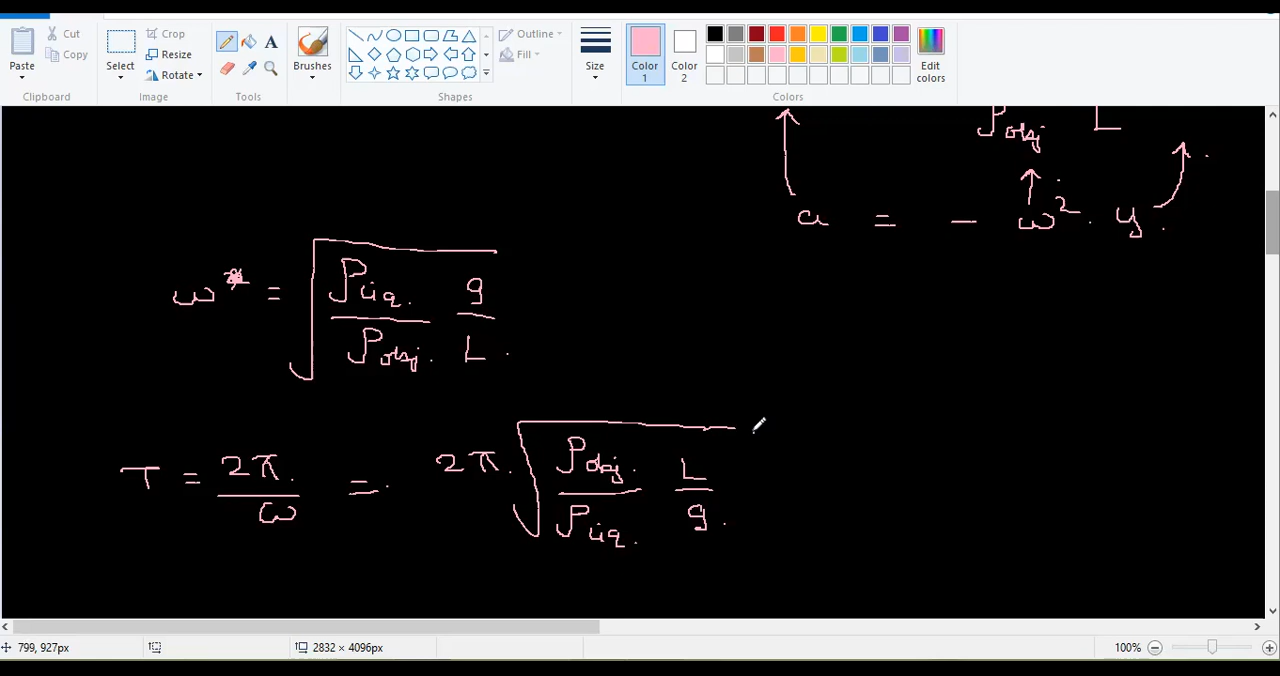 Cut
Copy
Paste
Clipboard
Select
Crop
Resize
Rotate
Image
A
Tools
Brushes
Shapes
Outline
Fill
Size
Color 1
Color 2
Edit colors
Colors
ρobj L
a = - ω². y.
ω = √ρliq. g
ρobj. L.
T = 2π. = 2π. √ρobj. L
ω ρliq. g.
799, 927px
2832 × 4096px
100%